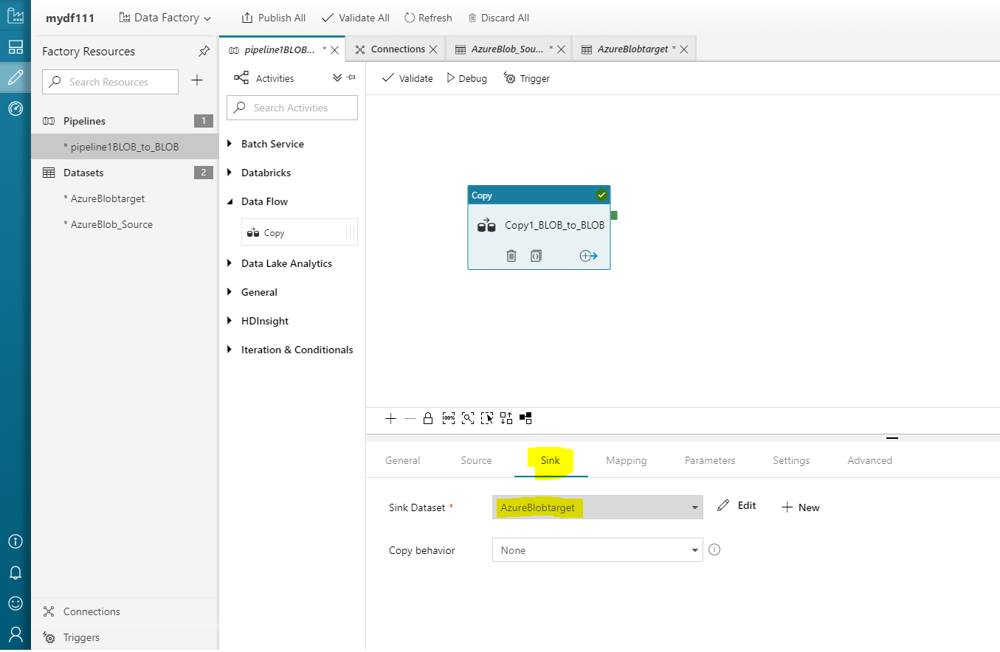 mydf111
Data Factory
Publish All
Validate All
Refresh
Discard All
Factory Resources
Search Resources
Pipelines 1
* pipeline1BLOB_to_BLOB
Datasets 2
* AzureBlobtarget
* AzureBlob_Source
Connections
Triggers
pipeline1BLOB... *
Connections
AzureBlob_Sou... *
AzureBlobtarget *
Activities
Search Activities
Batch Service
Databricks
Data Flow
Copy
Data Lake Analytics
General
HDInsight
Iteration & Conditionals
Validate
Debug
Trigger
Copy
Copy1_BLOB_to_BLOB
100%
General
Source
Sink
Mapping
Parameters
Settings
Advanced
Sink Dataset *
AzureBlobtarget
Edit
New
Copy behavior
None